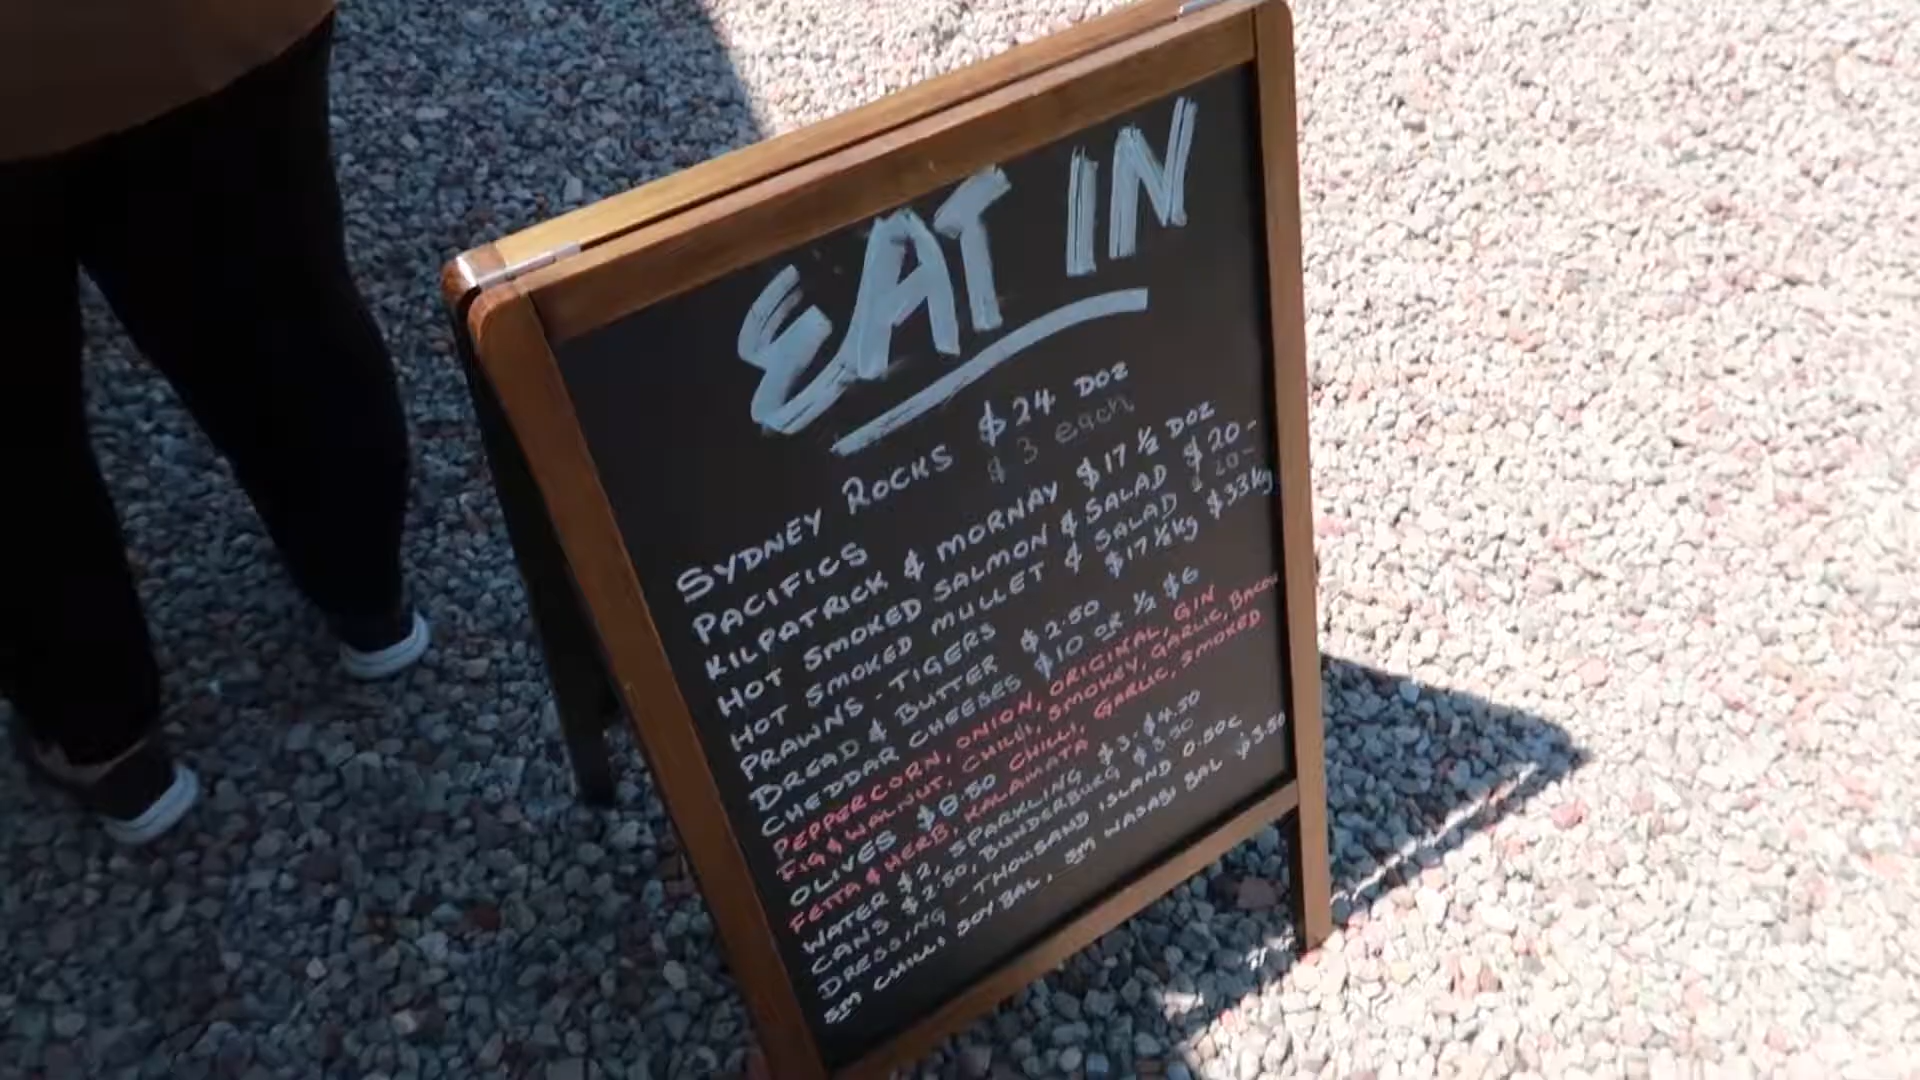 EAT IN
SYDNEY ROCKS $24 DOZ
PACIFICS $3 each
KILPATRICK & MORNAY $17 ½ DOZ
HOT SMOKED SALMON & SALAD $20-
HOT SMOKED MULLET & SALAD 20-
PRAWNS - TIGERS $17 ½kg $33kg
BREAD & BUTTER $2.50
CHEDDAR CHEESES $10 OR ½ $6
PEPPERCORN, ONION, ORIGINAL, GIN
FIG & WALNUT, CHILLI, SMOKEY, GARLIC, BACON
OLIVES $8.50 CHILLI, GARLIC, SMOKED
FETTA & HERB, KALAMATA
WATER $2, SPARKLING $3-$4.50
CANS $2.50, BUNDERBURG $3.50
DRESSING - THOUSAND ISLAND 0.50c
SM CHILLI SOY BAL, SM WASABI BAL $3.50